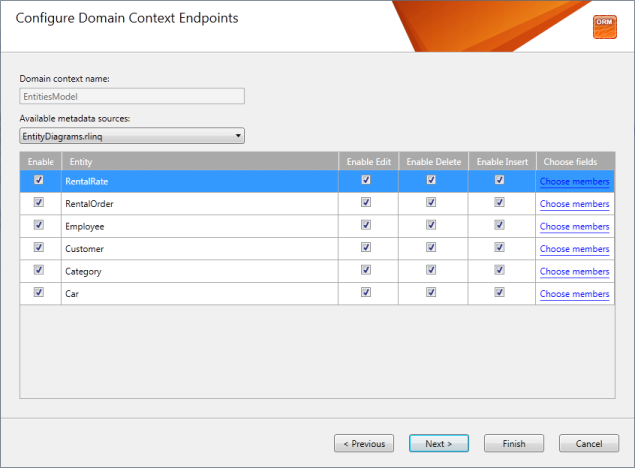 Configure Domain Context Endpoints
ORM
Domain context name:
EntitiesModel
Available metadata sources:
EntityDiagrams.rlinq
Enable Entity Enable Edit Enable Delete Enable Insert Choose fields
RentalRate Choose members
RentalOrder Choose members
Employee Choose members
Customer Choose members
Category Choose members
Car Choose members
< Previous Next > Finish Cancel